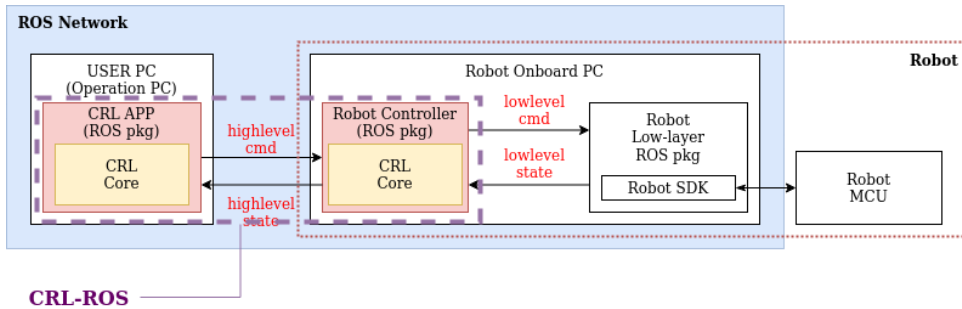 ROS Network
Robot
USER PC
(Operation PC)
CRL APP
(ROS pkg)
CRL
Core
highlevel
cmd
highlevel
state
Robot Onboard PC
Robot Controller
(ROS pkg)
CRL
Core
lowlevel
cmd
lowlevel
state
Robot
Low-layer
ROS pkg
Robot SDK
Robot
MCU
CRL-ROS